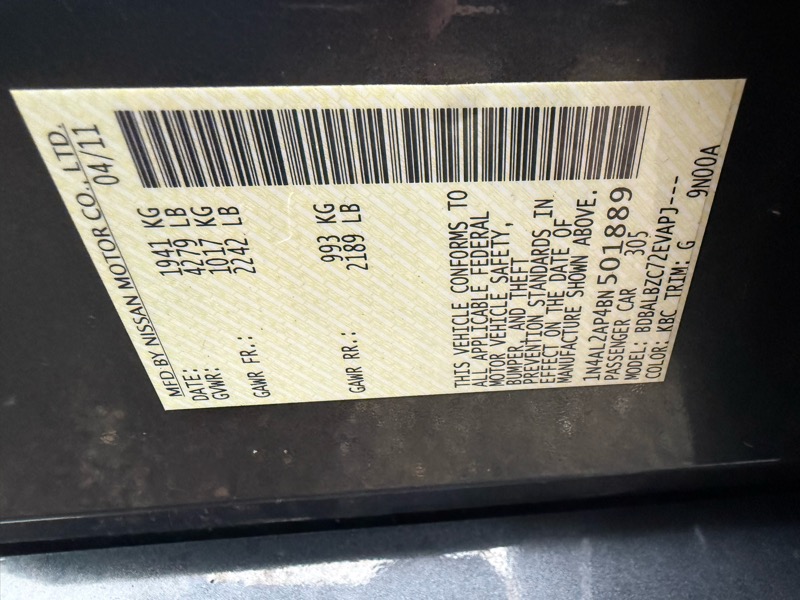 MFD BY NISSAN MOTOR CO., LTD.
DATE: 04/11
GVWR: 1941 KG
4279 LB
GAWR FR.: 1017 KG
2242 LB
GAWR RR.: 993 KG
2189 LB
THIS VEHICLE CONFORMS TO
ALL APPLICABLE FEDERAL
MOTOR VEHICLE SAFETY,
BUMPER, AND THEFT
PREVENTION STANDARDS IN
EFFECT ON THE DATE OF
MANUFACTURE SHOWN ABOVE.
1N4AL2AP4BN501889
PASSENGER CAR 305
MODEL: BDBALBZC72EVAPJ---
COLOR: KBC TRIM: G 9N00A